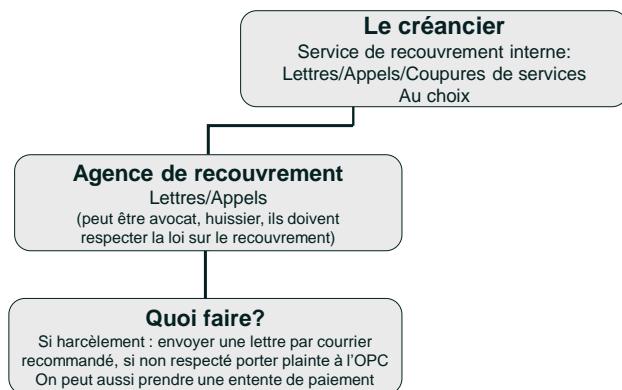 Le créancier
Service de recouvrement interne:
Lettres/Appels/Coupures de services
Au choix
Agence de recouvrement
Lettres/Appels
(peut être avocat, huissier, ils doivent
respecter la loi sur le recouvrement)
Quoi faire?
Si harcèlement : envoyer une lettre par courrier
recommandé, si non respecté porter plainte à l'OPC
On peut aussi prendre une entente de paiement